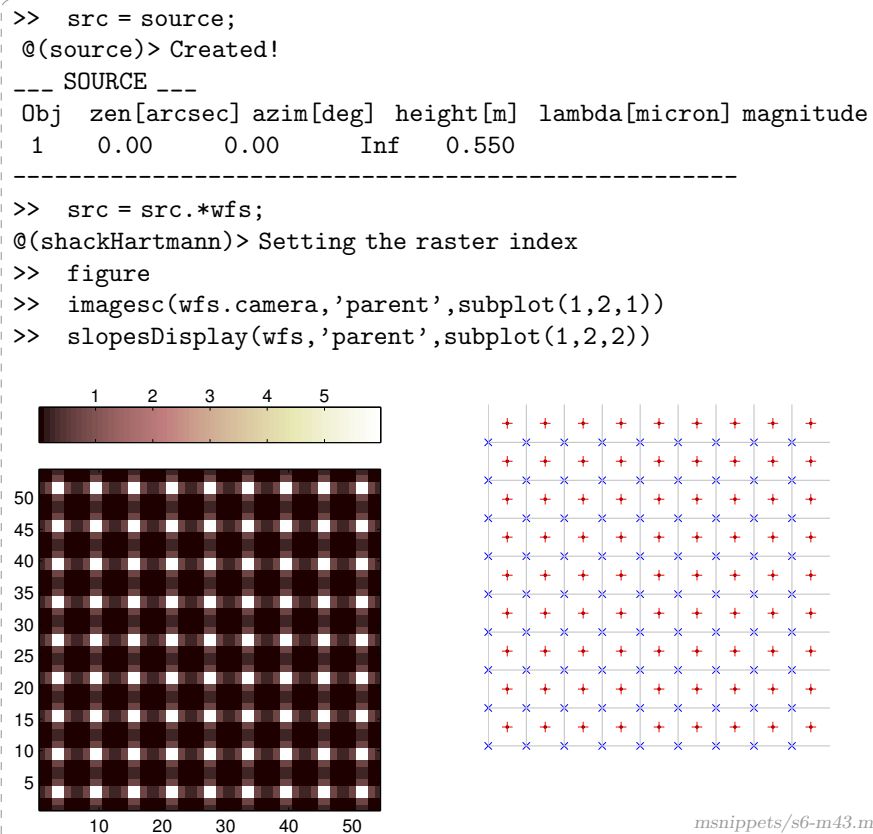 >> src = source;
@(source)> Created!
___ SOURCE ___
Obj zen[arcsec] azim[deg] height[m] lambda[micron] magnitude
1 0.00 0.00 Inf 0.550
----------------------------------------------------
>> src = src.*wfs;
@(shackHartmann)> Setting the raster index
>> figure
>> imagesc(wfs.camera,'parent',subplot(1,2,1))
>> slopesDisplay(wfs,'parent',subplot(1,2,2))
1 2 3 4 5
50
45
40
35
30
25
20
15
10
5
10 20 30 40 50
msnippets/s6-m43.m